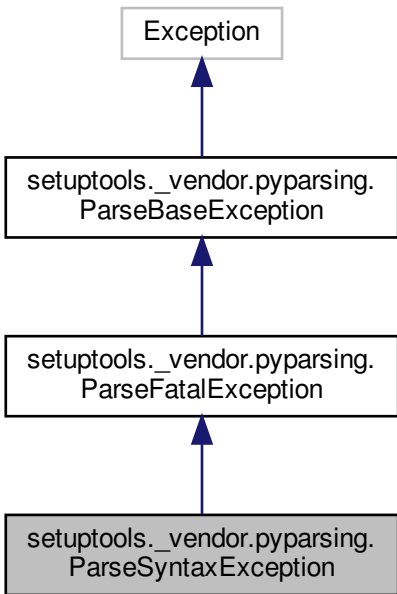 Exception
setuptools._vendor.pyparsing.
ParseBaseException
setuptools._vendor.pyparsing.
ParseFatalException
setuptools._vendor.pyparsing.
ParseSyntaxException